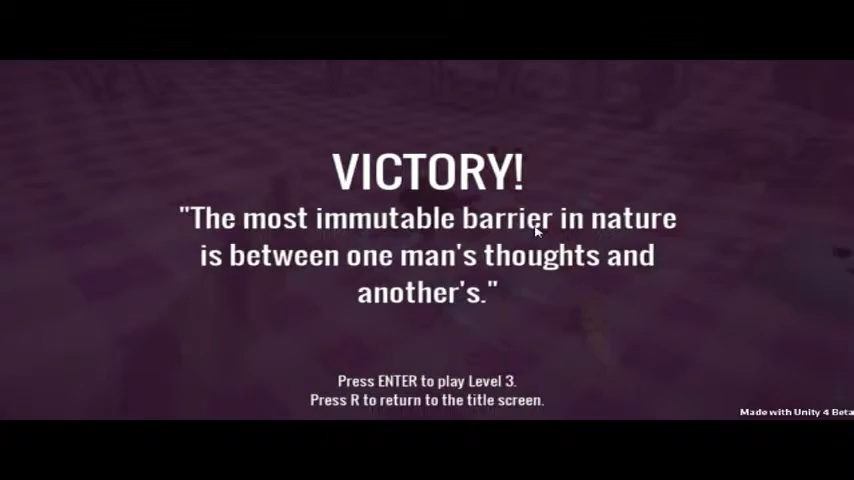 VICTORY!
"The most immutable barrier in nature
is between one man's thoughts and
another's."
Press ENTER to play Level 3.
Press R to return to the title screen.
Made with Unity 4 Beta